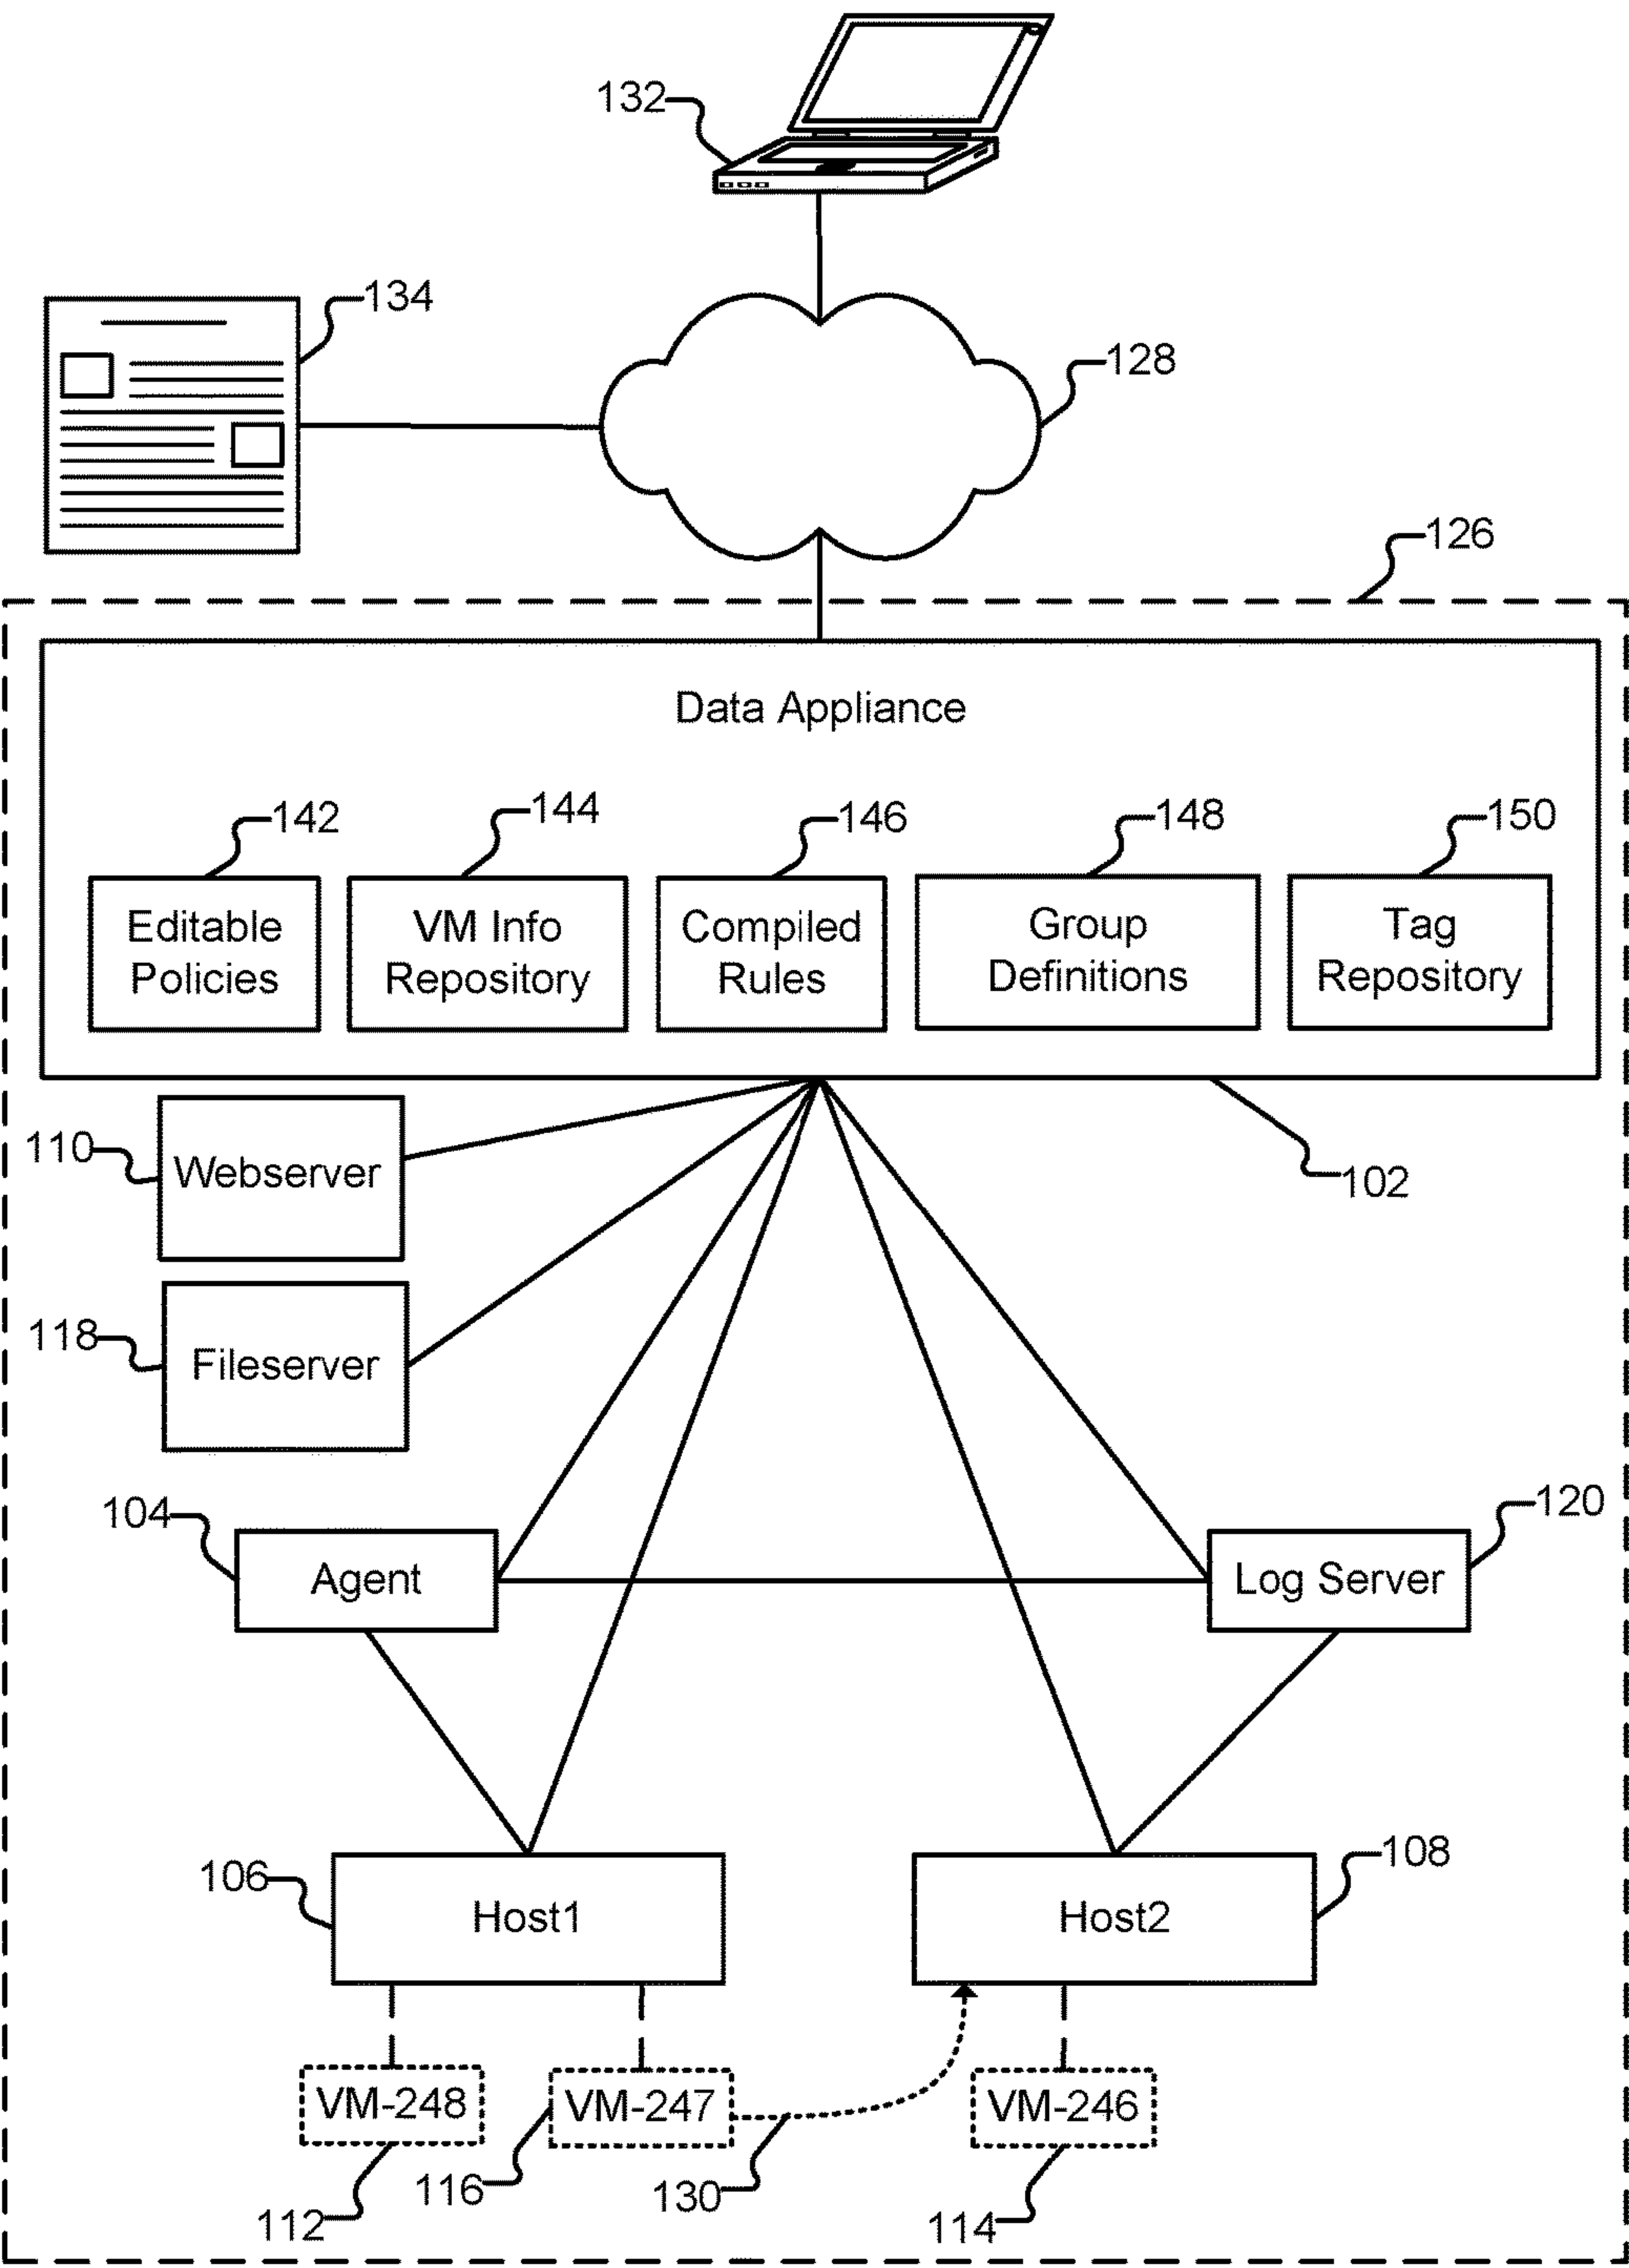 132
134
128
126
Data Appliance
142
144
146
148
150
Editable
Policies
VM Info
Repository
Compiled
Rules
Group
Definitions
Tag
Repository
110
Webserver
102
118
Fileserver
104
Agent
120
Log Server
106
Host1
108
Host2
VM-248
VM-247
VM-246
112
116
130
114